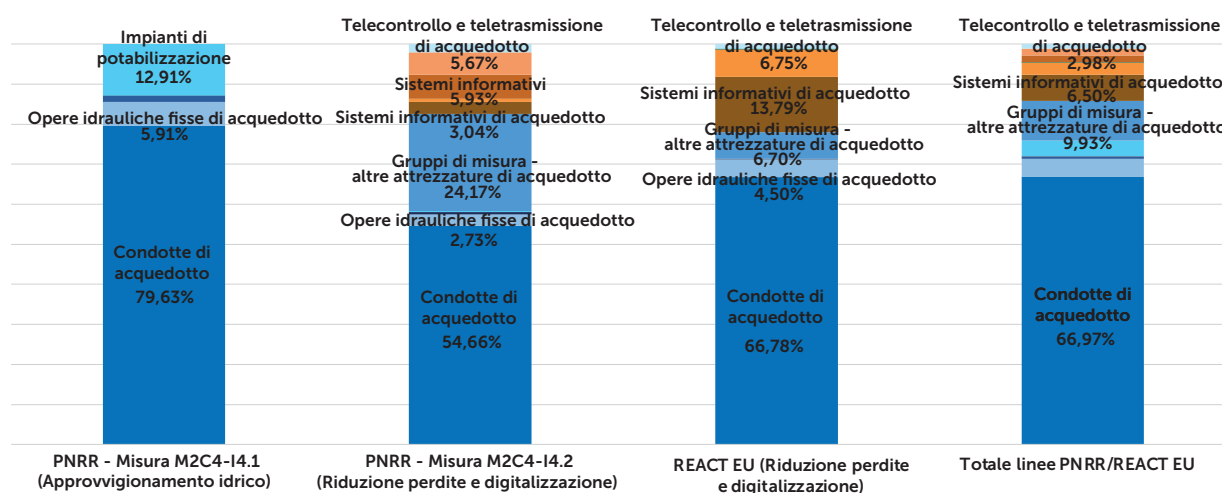 Impianti di
potabilizzazione
12,91%
Opere idrauliche fisse di acquedotto
5,91%
Condotte di
acquedotto
79,63%
PNRR - Misura M2C4-I4.1
(Approvvigionamento idrico)
Telecontrollo e teletrasmissione
di acquedotto
5,67%
Sistemi informativi
5,93%
Sistemi informativi di acquedotto
3,04%
Gruppi di misura -
altre attrezzature di acquedotto
24,17%
Opere idrauliche fisse di acquedotto
2,73%
Condotte di
acquedotto
54,66%
PNRR - Misura M2C4-I4.2
(Riduzione perdite e digitalizzazione)
Telecontrollo e teletrasmissione
di acquedotto
6,75%
Sistemi informativi di acquedotto
13,79%
Gruppi di misura -
altre attrezzature di acquedotto
6,70%
Opere idrauliche fisse di acquedotto
4,50%
Condotte di
acquedotto
66,78%
REACT EU (Riduzione perdite
e digitalizzazione)
Telecontrollo e teletrasmissione
di acquedotto
2,98%
Sistemi informativi di acquedotto
6,50%
Gruppi di misura -
altre attrezzature di acquedotto
9,93%
Condotte di
acquedotto
66,97%
Totale linee PNRR/REACT EU